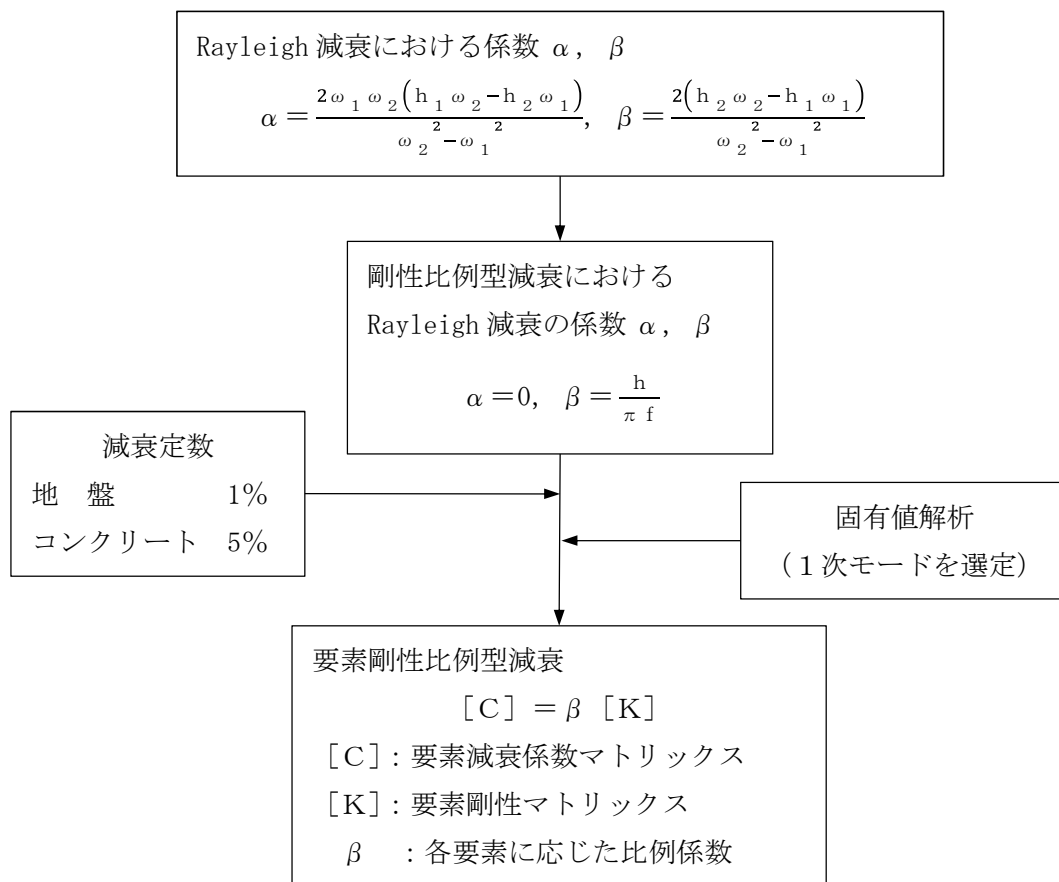 Rayleigh 減衰における係数 α, β
α＝2ω1ω2(h1ω2-h2ω1)/ω2²-ω1², β＝2(h2ω2-h1ω1)/ω2²-ω1²
剛性比例型減衰における
Rayleigh 減衰の係数 α, β
α＝0, β＝h/πf
減衰定数
地　盤　　　1%
コンクリート　5%
固有値解析
（１次モードを選定）
要素剛性比例型減衰
［Ｃ］＝β［Ｋ］
［Ｃ］：要素減衰係数マトリックス
［Ｋ］：要素剛性マトリックス
β　：各要素に応じた比例係数